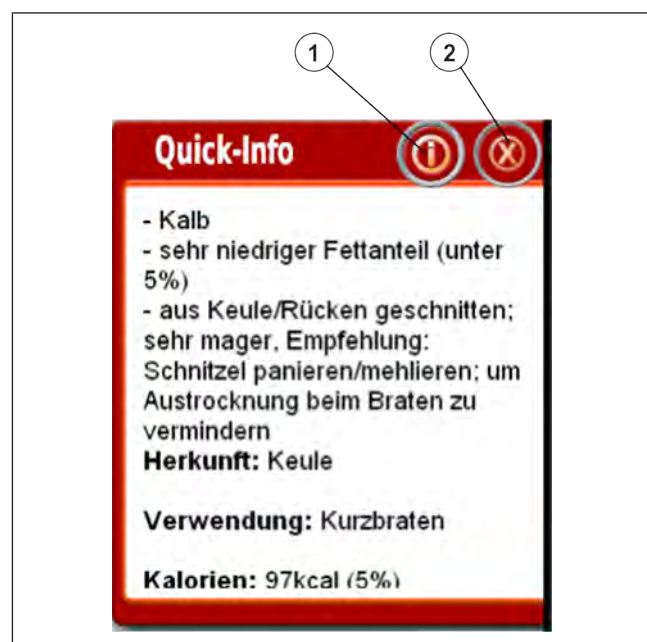 1 2
Quick-Info
- Kalb
- sehr niedriger Fettanteil (unter
5%)
- aus Keule/Rücken geschnitten;
sehr mager, Empfehlung:
Schnitzel panieren/mehlieren; um
Austrocknung beim Braten zu
vermindern
Herkunft: Keule
Verwendung: Kurzbraten
Kalorien: 97kcal (5%)